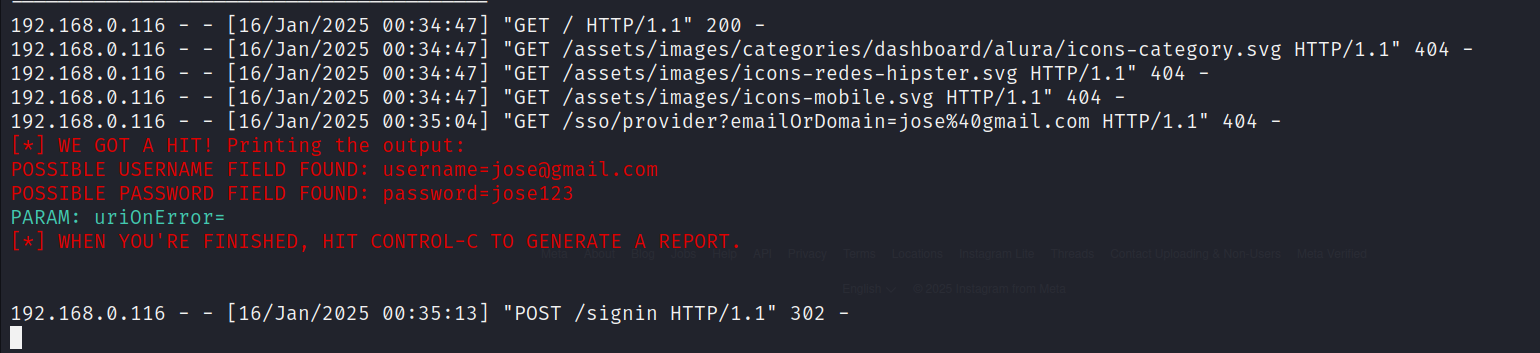 192.168.0.116 - - [16/Jan/2025 00:34:47] "GET / HTTP/1.1" 200 -
192.168.0.116 - - [16/Jan/2025 00:34:47] "GET /assets/images/categories/dashboard/alura/icons-category.svg HTTP/1.1" 404 -
192.168.0.116 - - [16/Jan/2025 00:34:47] "GET /assets/images/icons-redes-hipster.svg HTTP/1.1" 404 -
192.168.0.116 - - [16/Jan/2025 00:34:47] "GET /assets/images/icons-mobile.svg HTTP/1.1" 404 -
192.168.0.116 - - [16/Jan/2025 00:35:04] "GET /sso/provider?emailOrDomain=jose%40gmail.com HTTP/1.1" 404 -
[*] WE GOT A HIT! Printing the output:
POSSIBLE USERNAME FIELD FOUND: username=jose@gmail.com
POSSIBLE PASSWORD FIELD FOUND: password=jose123
PARAM: uriOnError=
[*] WHEN YOU'RE FINISHED, HIT CONTROL-C TO GENERATE A REPORT.
Meta About Blog Jobs Help API Privacy Terms Locations Instagram Lite Threads Contact Uploading & Non-Users Meta Verified
English © 2025 Instagram from Meta
192.168.0.116 - - [16/Jan/2025 00:35:13] "POST /signin HTTP/1.1" 302 -